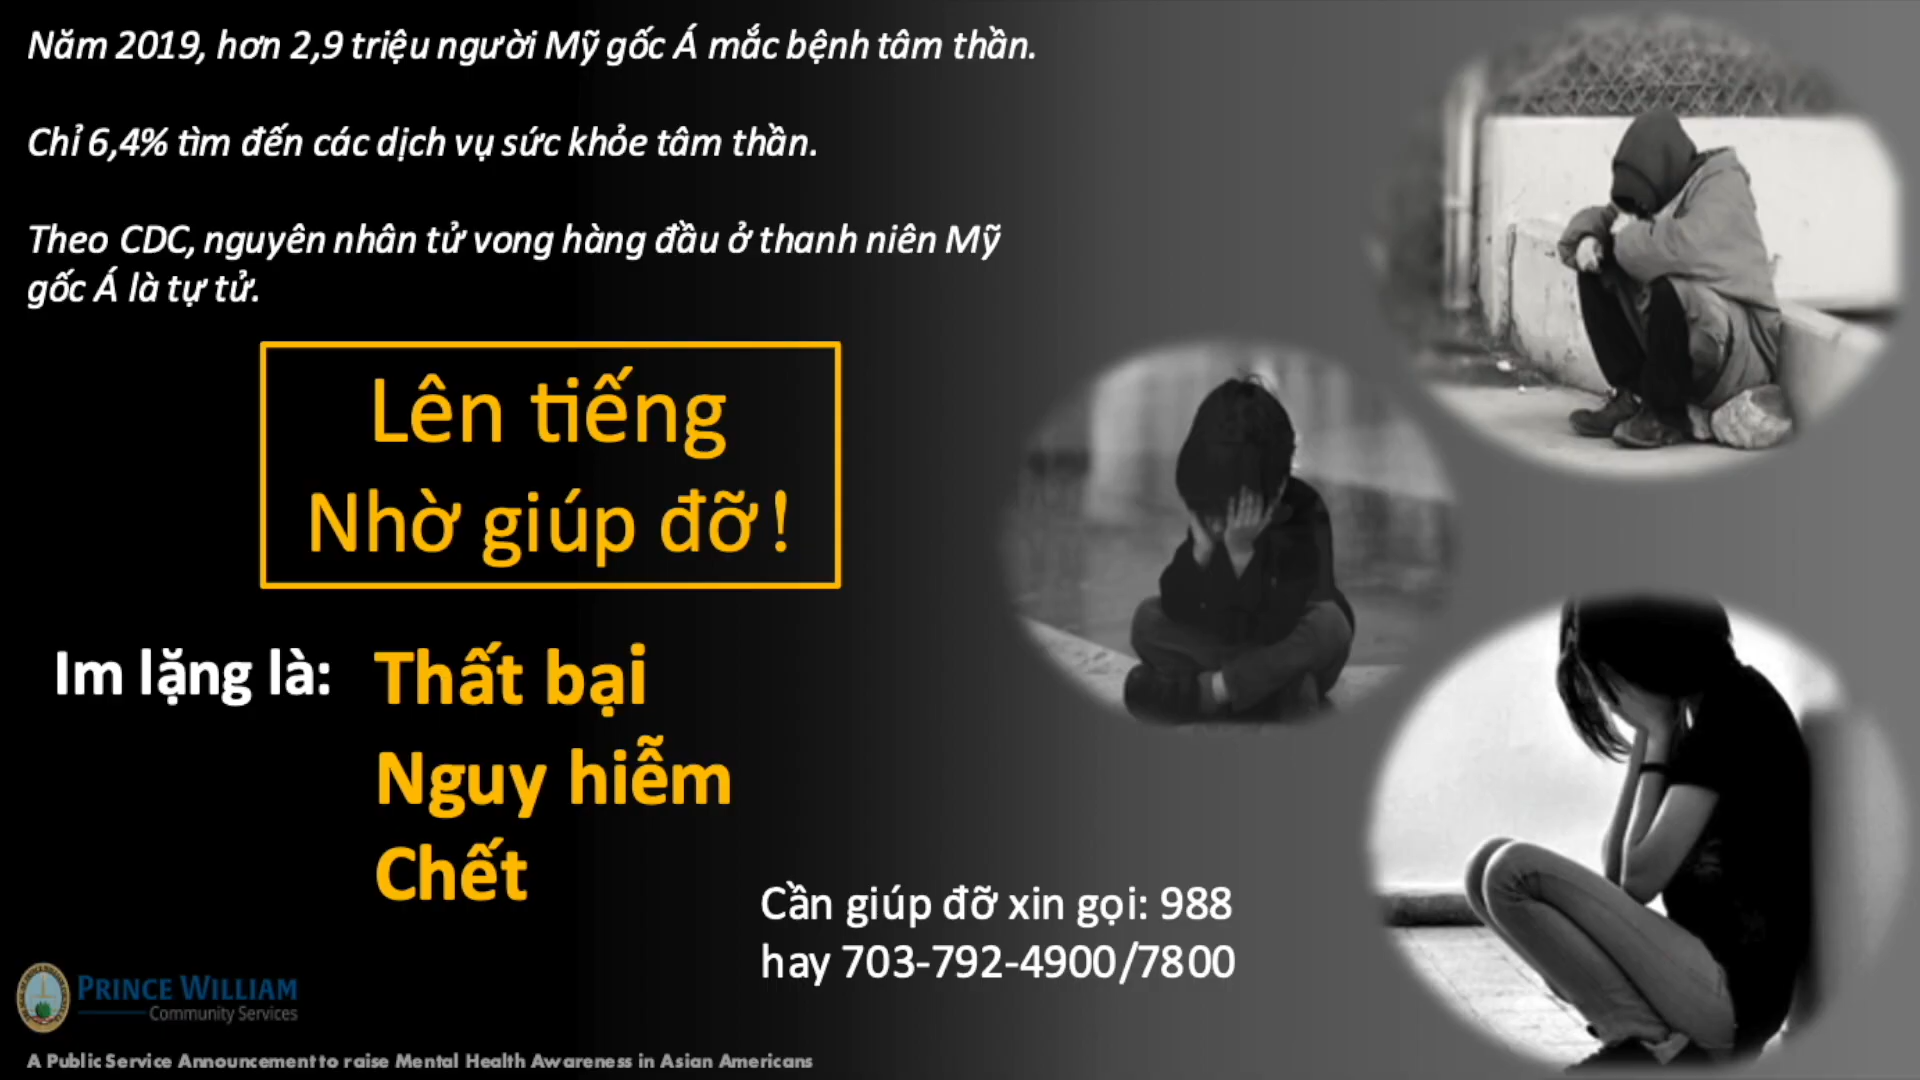 Năm 2019, hơn 2,9 triệu người Mỹ gốc Á mắc bệnh tâm thần.
Chỉ 6,4% tìm đến các dịch vụ sức khỏe tâm thần.
Theo CDC, nguyên nhân tử vong hàng đầu ở thanh niên Mỹ
gốc Á là tự tử.
Lên tiếng
Nhờ giúp đỡ!
Im lặng là: Thất bại
Nguy hiễm
Chết
Cần giúp đỡ xin gọi: 988
hay 703-792-4900/7800
PRINCE WILLIAM
Community Services
A Public Service Announcement to raise Mental Health Awareness in Asian Americans